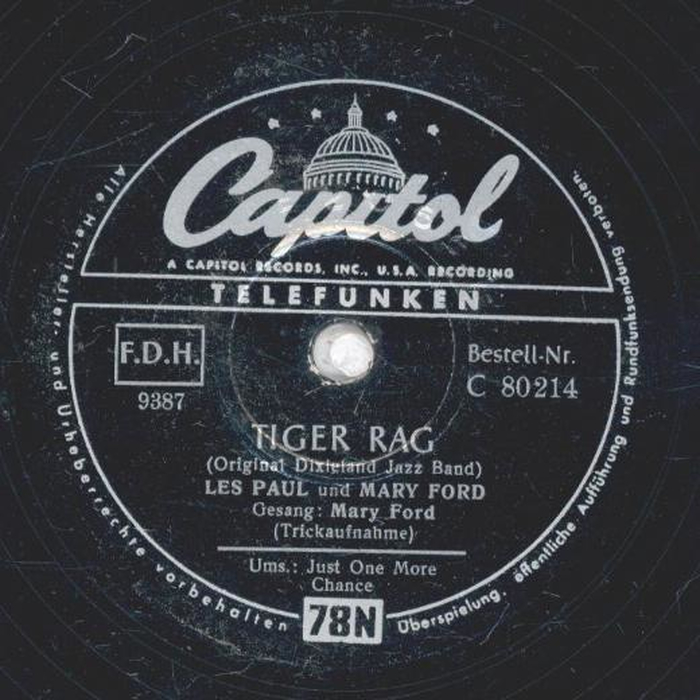 Capitol
A CAPITOL RECORDS, INC., U.S.A. RECORDING
TELEFUNKEN
F.D.H.
9387
Bestell-Nr.
C 80214
TIGER RAG
(Original Dixieland Jazz Band)
LES PAUL und MARY FORD
Gesang: Mary Ford
(Trickaufnahme)
Ums.: Just One More
Chance
78N
Alle Hersteller- und Urheberrechte vorbehalten
Überspielung, öffentliche Aufführung und Rundfunksendung verboten.